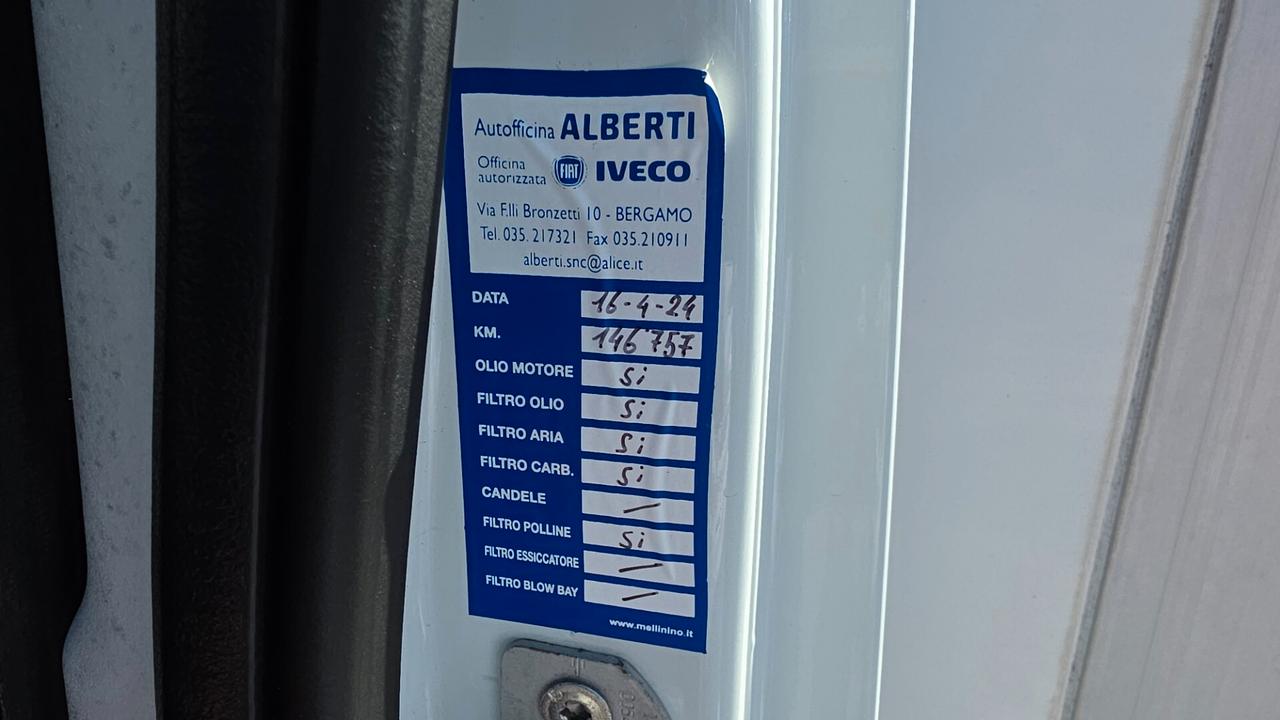 Autofficina ALBERTI
Officina autorizzata FIAT IVECO
Via F.lli Bronzetti 10 - BERGAMO
Tel. 035. 217321 Fax 035.210911
alberti.snc@alice.it
DATA 16-4-24
KM. 146757
OLIO MOTORE Si
FILTRO OLIO Si
FILTRO ARIA Si
FILTRO CARB. Si
CANDELE /
FILTRO POLLINE Si
FILTRO ESSICCATORE /
FILTRO BLOW BAY /
www.mellinino.it